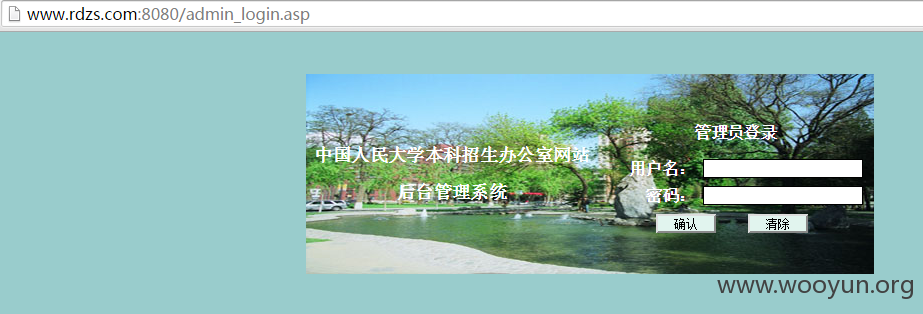 www.rdzs.com:8080/admin_login.asp
管理员登录
中国人民大学本科招生办公室网站
后台管理系统
用户名：
密码：
确认 清除
www.wooyun.org